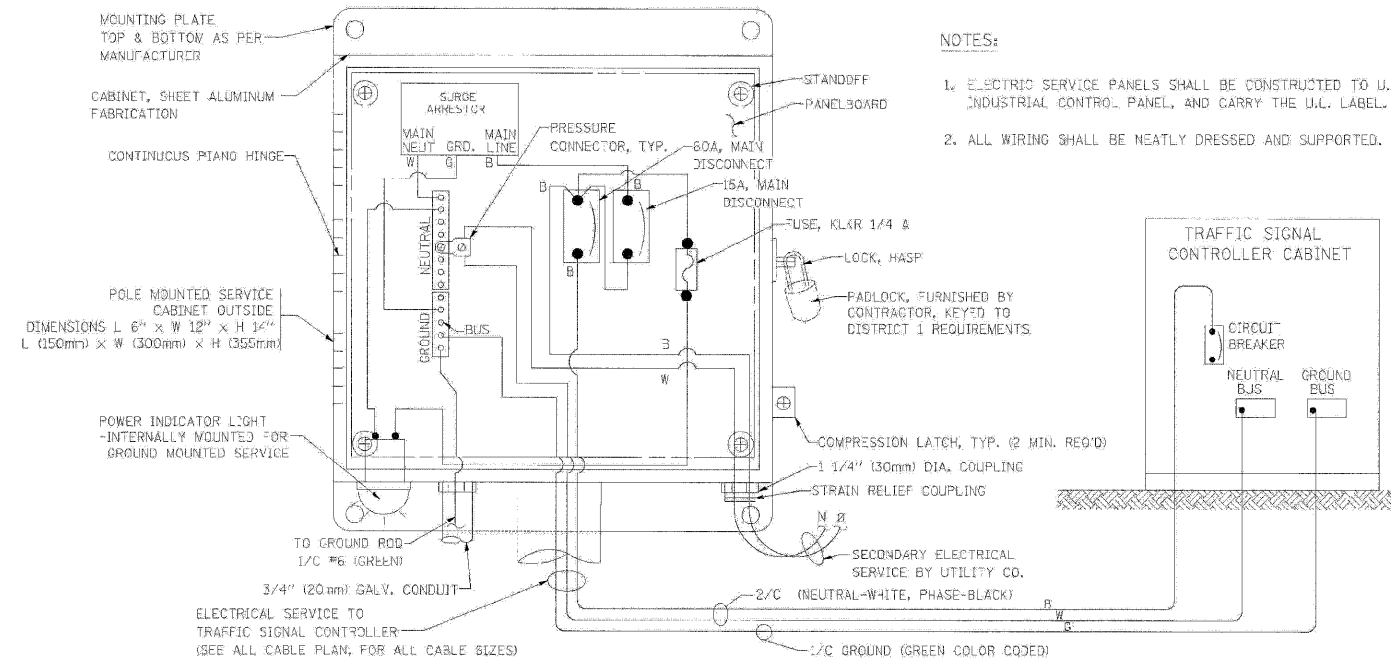 MOUNTING PLATE
TOP & BOTTOM AS PER
MANUFACTURER
CABINET, SHEET ALUMINUM
FABRICATION
CONTINUOUS PIANO HINGE
POLE MOUNTED SERVICE
CABINET OUTSIDE
DIMENSIONS L 6" x W 12" x H 14"
L (150mm) x W (300mm) x H (355mm)
POWER INDICATOR LIGHT
-INTERNALLY MOUNTED FOR
GROUND MOUNTED SERVICE
TO GROUND ROD
1/C #6 (GREEN)
3/4" (20mm) GALV. CONDUIT
ELECTRICAL SERVICE TO
TRAFFIC SIGNAL CONTROLLER
(SEE ALL CABLE PLAN, FOR ALL CABLE SIZES)
SURGE
ARRESTOR
MAIN
NEUT
GRD.
MAIN
LINE
W
G
B
NEUTRAL
GROUND
BUS
PRESSURE
CONNECTOR, TYP.
60A, MAIN
DISCONNECT
15A, MAIN
DISCONNECT
B
B
B
B
W
STANDOFF
PANELBOARD
FUSE, KLKR 1/4 A
LOCK, HASP
PADLOCK, FURNISHED BY
CONTRACTOR, KEYED TO
DISTRICT 1 REQUIREMENTS
COMPRESSION LATCH, TYP. (2 MIN. REQ'D)
1 1/4" (30mm) DIA. COUPLING
STRAIN RELIEF COUPLING
N Ø
SECONDARY ELECTRICAL
SERVICE BY UTILITY CO.
2/C (NEUTRAL-WHITE, PHASE-BLACK)
B
W
G
1/C GROUND (GREEN COLOR CODED)
NOTES:
1. ELECTRIC SERVICE PANELS SHALL BE CONSTRUCTED TO U.
INDUSTRIAL CONTROL PANEL, AND CARRY THE U.L. LABEL.
2. ALL WIRING SHALL BE NEATLY DRESSED AND SUPPORTED.
TRAFFIC SIGNAL
CONTROLLER CABINET
CIRCUIT
BREAKER
NEUTRAL
BUS
GROUND
BUS